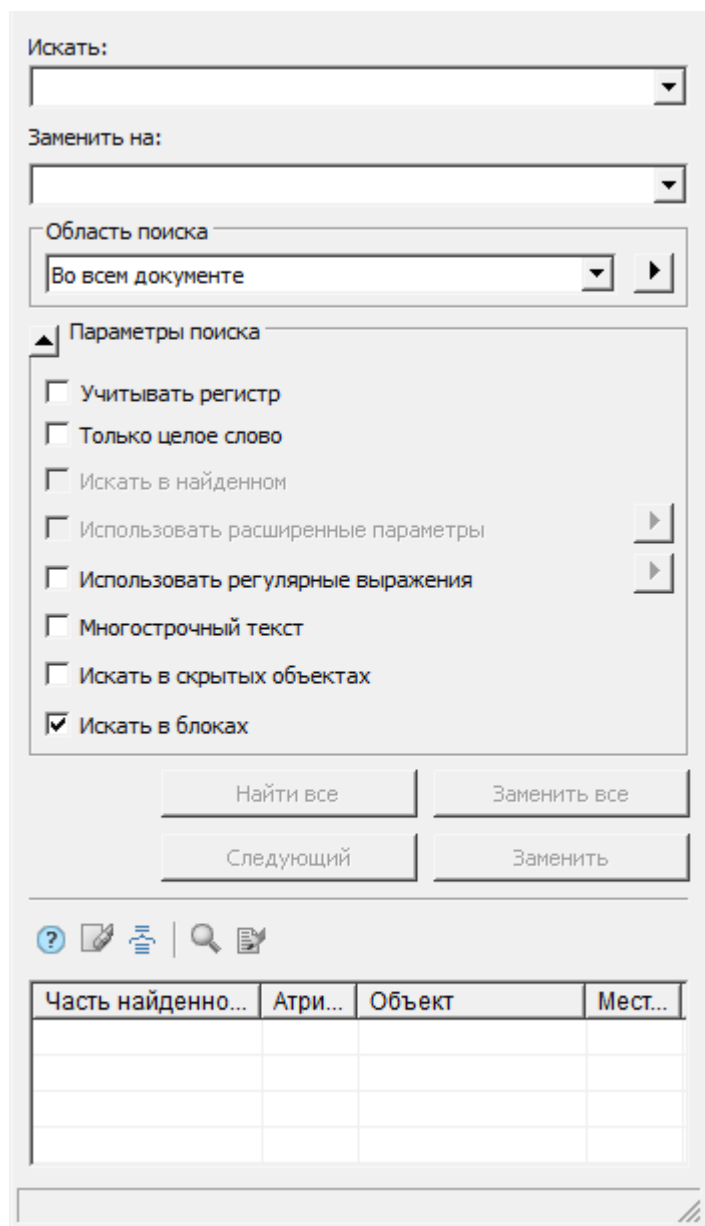 Искать:
Заменить на:
Область поиска
Во всем документе
Параметры поиска
Учитывать регистр
Только целое слово
Искать в найденном
Использовать расширенные параметры
Использовать регулярные выражения
Многострочный текст
Искать в скрытых объектах
Искать в блоках
Найти все Заменить все
Следующий Заменить
Часть найденно... Атри... Объект Мест...